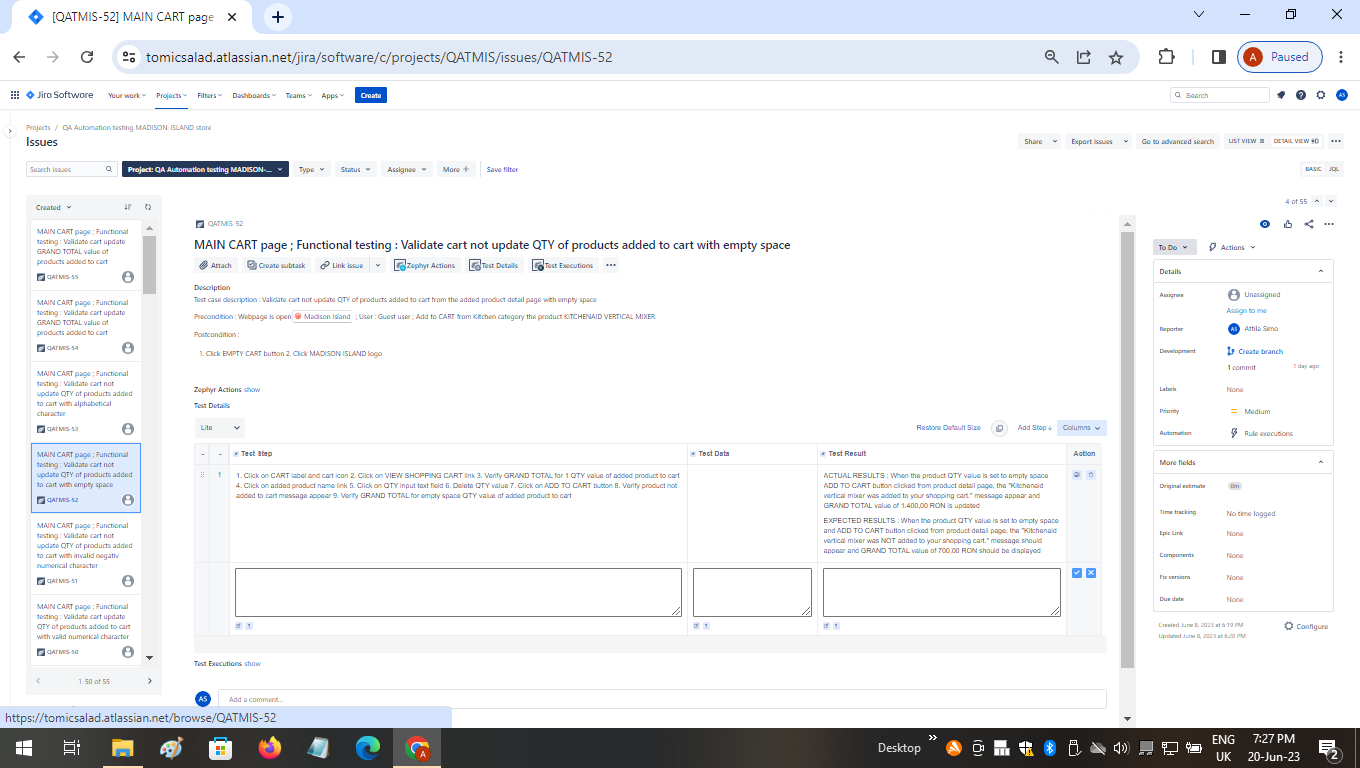 [QATMIS-52] MAIN CART page
tomicsalad.atlassian.net/jira/software/c/projects/QATMIS/issues/QATMIS-52
A Paused
Jira Software Your work Projects Filters Dashboards Teams Apps Create Search AS
Projects / QA Automation testing MADISON ISLAND store
Issues
Share Export issues Go to advanced search LIST VIEW DETAIL VIEW
Search issues Project: QA Automation testing MADISON-... Type Status Assignee More + Save filter BASIC JQL
Created
4 of 55
MAIN CART page ; Functional
testing : Validate cart update
GRAND TOTAL value of
products added to cart
QATMIS-55
MAIN CART page ; Functional
testing : Validate cart update
GRAND TOTAL value of
products added to cart
QATMIS-54
MAIN CART page ; Functional
testing : Validate cart not
update QTY of products added
to cart with alphabetical
character
QATMIS-53
MAIN CART page ; Functional
testing : Validate cart not
update QTY of products added
to cart with empty space
QATMIS-52
MAIN CART page ; Functional
testing : Validate cart not
update QTY of products added
to cart with invalid negativ
numerical character
QATMIS-51
MAIN CART page ; Functional
testing : Validate cart update
QTY of products added to cart
with valid numerical character
QATMIS-50
1-50 of 55
QATMIS-52
MAIN CART page ; Functional testing : Validate cart not update QTY of products added to cart with empty space
Attach Create subtask Link issue Zephyr Actions Test Details Test Executions
Description
Test case description : Validate cart not update QTY of products added to cart from the added product detail page with empty space
Precondition : Webpage is open Madison Island ; User : Guest user ; Add to CART from Kitchen category the product KITCHENAID VERTICAL MIXER
Postcondition :
1. Click EMPTY CART button 2. Click MADISON ISLAND logo
Zephyr Actions show
Test Details
Lite Restore Default Size Add Step↓ Columns
- - Test Step Test Data Test Result Action
1
1. Click on CART label and cart icon 2. Click on VIEW SHOPPING CART link 3. Verify GRAND TOTAL for 1 QTY value of added product to cart
4. Click on added product name link 5. Click on QTY input text field 6. Delete QTY value 7. Click on ADD TO CART button 8. Verify product not
added to cart message appear 9. Verify GRAND TOTAL for empty space QTY value of added product to cart
ACTUAL RESULTS : When the product QTY value is set to empty space
ADD TO CART button clicked from product detail page, the "Kitchenaid
vertical mixer was added to your shopping cart." message appear and
GRAND TOTAL value of 1.400,00 RON is updated
EXPECTED RESULTS : When the product QTY value is set to empty space
and ADD TO CART button clicked from product detail page, the "Kitchenaid
vertical mixer was NOT added to your shopping cart." message should
appear and GRAND TOTAL value of 700,00 RON should be displayed
Test Executions show
AS Add a comment...
To Do Actions
Details
Assignee Unassigned
Assign to me
Reporter AS Attila Simo
Development Create branch
1 commit 1 day ago
Labels None
Priority Medium
Automation Rule executions
More fields
Original estimate 0m
Time tracking No time logged
Epic Link None
Components None
Fix versions None
Due date None
Created June 8, 2023 at 6:19 PM
Updated June 8, 2023 at 6:20 PM
Configure
https://tomicsalad.atlassian.net/browse/QATMIS-52
Desktop
ENG
UK
7:27 PM
20-Jun-23
2